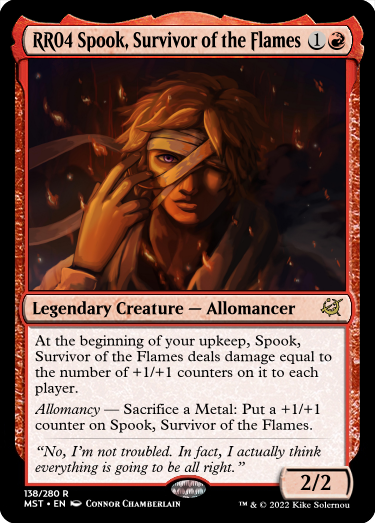 RR04 Spook, Survivor of the Flames 1
Legendary Creature — Allomancer
At the beginning of your upkeep, Spook,
Survivor of the Flames deals damage equal to
the number of +1/+1 counters on it to each
player.
Allomancy — Sacrifice a Metal: Put a +1/+1
counter on Spook, Survivor of the Flames.
“No, I'm not troubled. In fact, I actually think
everything is going to be all right.”
2/2
138/280 R
MST • EN Connor Chamberlain
™ & © 2022 Kike Solernou